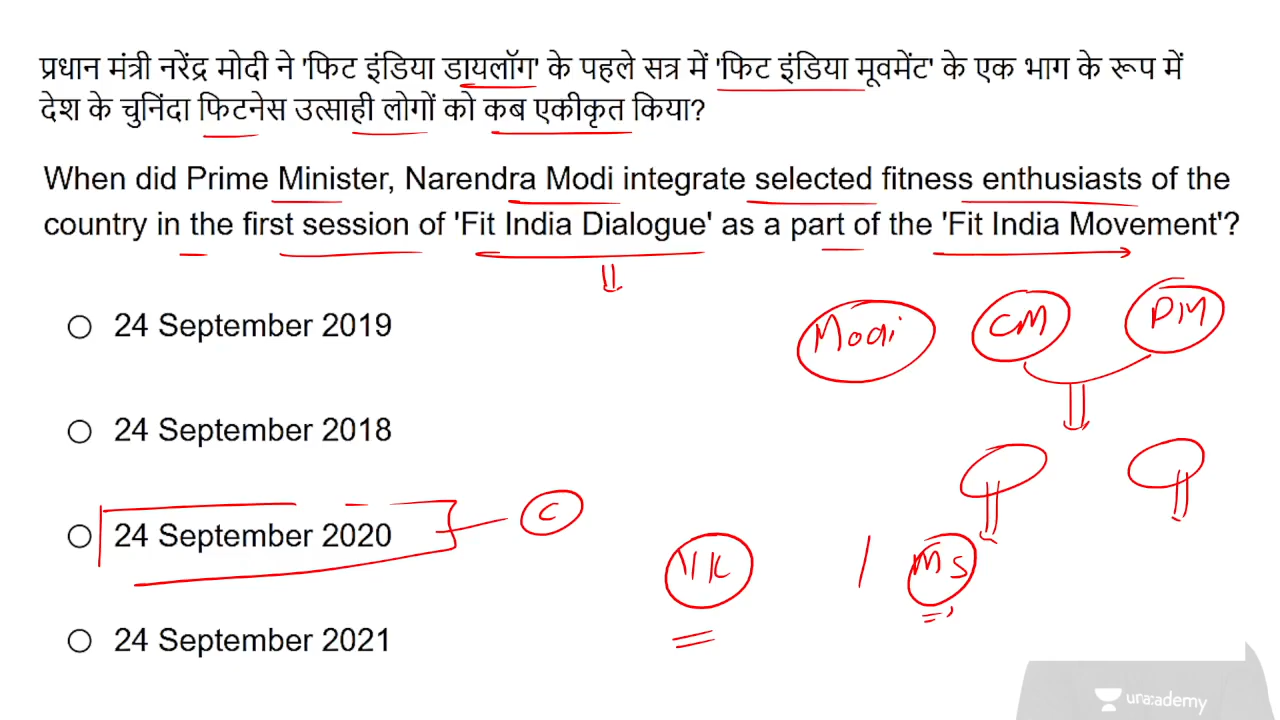 प्रधान मंत्री नरेंद्र मोदी ने 'फिट इंडिया डायलॉग' के पहले सत्र में 'फिट इंडिया मूवमेंट' के एक भाग के रूप में
देश के चुनिंदा फिटनेस उत्साही लोगों को कब एकीकृत किया?
When did Prime Minister, Narendra Modi integrate selected fitness enthusiasts of the
country in the first session of 'Fit India Dialogue' as a part of the 'Fit India Movement'?
24 September 2019
Modi CM PM
24 September 2018
24 September 2020 C
VK / MS
24 September 2021